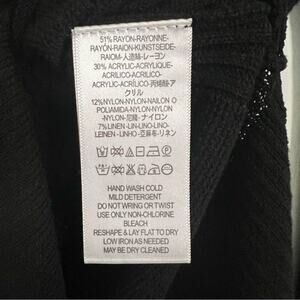 51% RAYON-RAYONNE-
RAYÓN-RAION-KUNSTSEIDE-
RAIOM-人造絲-レーヨン
30% ACRYLIC-ACRYLIQUE-
ACRILICO-ACRILICO-
ACRYL-ACRÍLICO-丙烯酸-ア
クリル
12%NYLON-NYLON-NAILON O
POLIAMIDA-NYLON-NYLON
-NYLON-尼龍-ナイロン
7% LINEN-LIN-LINO-LINO-
LEINEN-LINHO-亞麻布-リネン
HAND WASH COLD
MILD DETERGENT
DO NOT WRING OR TWIST
USE ONLY NON-CHLORINE
BLEACH
RESHAPE & LAY FLAT TO DRY
LOW IRON AS NEEDED
MAY BE DRY CLEANED